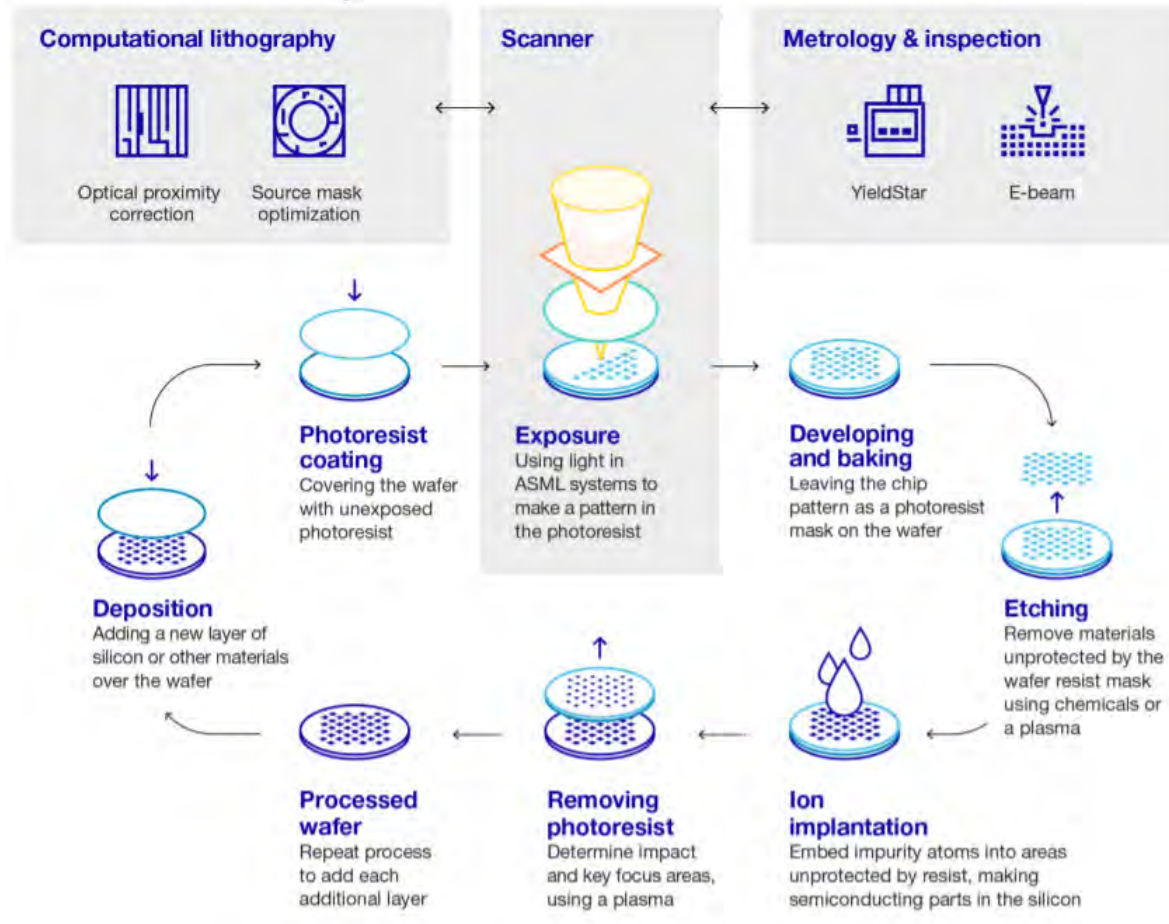 Computational lithography
Scanner
Metrology & inspection
Optical proximity
correction
Source mask
optimization
YieldStar
E-beam
Photoresist
coating
Covering the wafer
with unexposed
photoresist
Exposure
Using light in
ASML systems to
make a pattern in
the photoresist
Developing
and baking
Leaving the chip
pattern as a photoresist
mask on the wafer
Etching
Remove materials
unprotected by the
wafer resist mask
using chemicals or
a plasma
Deposition
Adding a new layer of
silicon or other materials
over the wafer
Processed
wafer
Repeat process
to add each
additional layer
Removing
photoresist
Determine impact
and key focus areas,
using a plasma
Ion
implantation
Embed impurity atoms into areas
unprotected by resist, making
semiconducting parts in the silicon